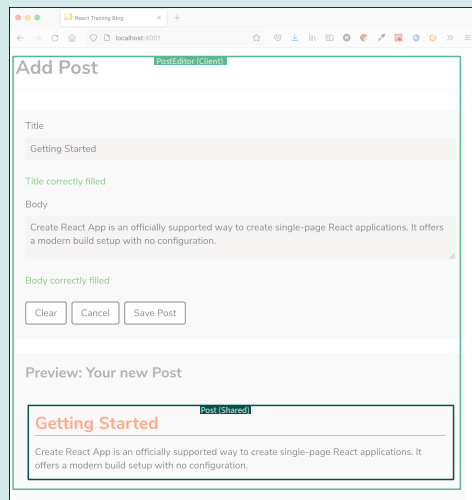 React Training Blog
localhost:4001
PostEditor (Client)
Add Post
Title
Getting Started
Title correctly filled
Body
Create React App is an officially supported way to create single-page React applications. It offers
a modern build setup with no configuration.
Body correctly filled
Clear
Cancel
Save Post
Preview: Your new Post
Post (Shared)
Getting Started
Create React App is an officially supported way to create single-page React applications. It
offers a modern build setup with no configuration.